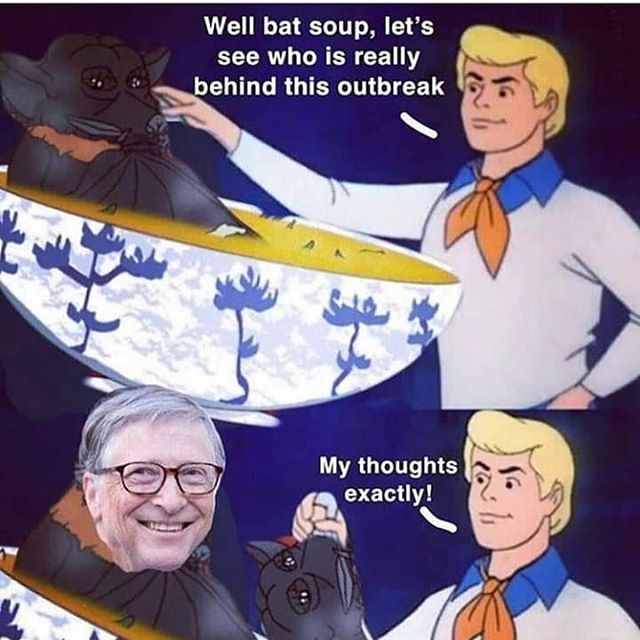 Well bat soup, let's
see who is really
behind this outbreak
My thoughts
exactly!